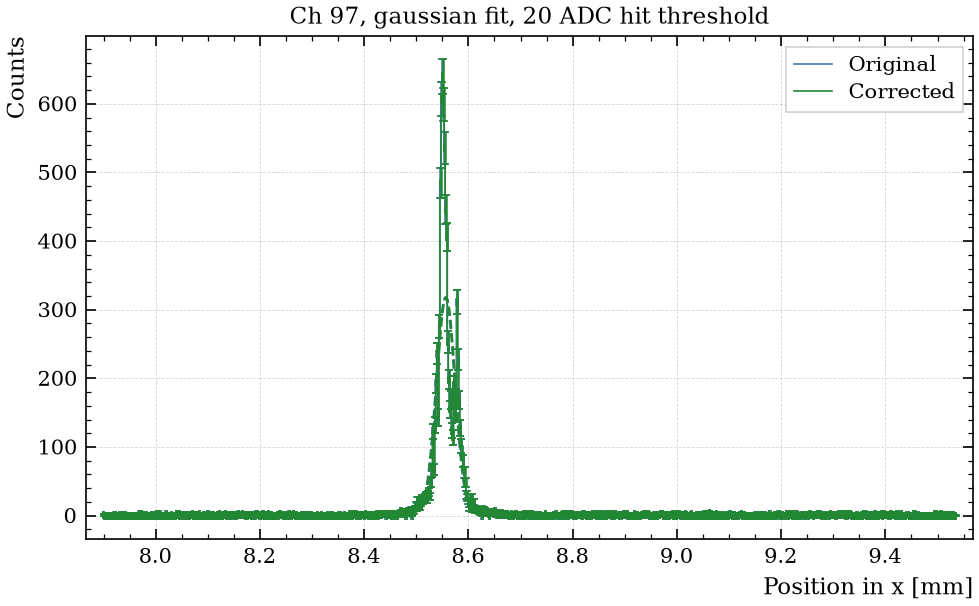 Ch 97, gaussian fit, 20 ADC hit threshold
Counts
Original
Corrected
600
500
400
300
200
100
0
8.0 8.2 8.4 8.6 8.8 9.0 9.2 9.4
Position in x [mm]